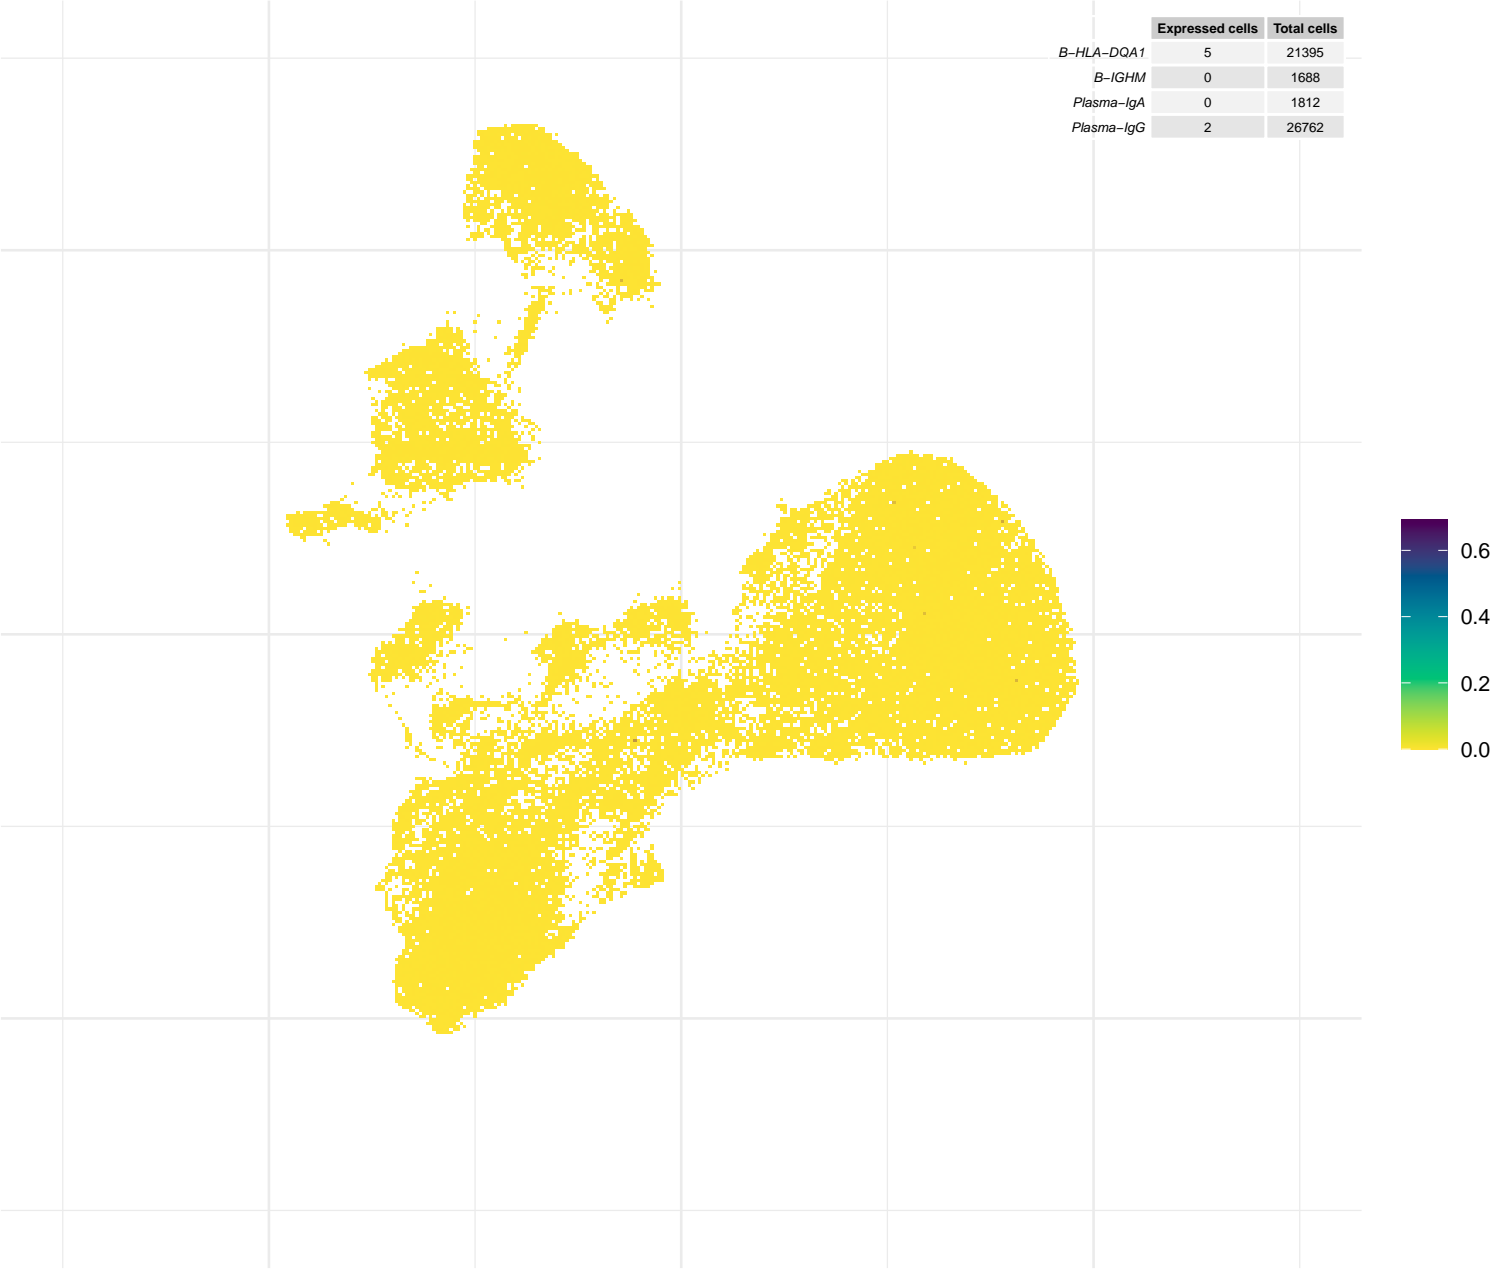 Expressed cells Total cells
B−HLA−DQA1 5 21395
B−IGHM 0 1688
Plasma−IgA 0 1812
Plasma−IgG 2 26762
0.6
0.4
0.2
0.0